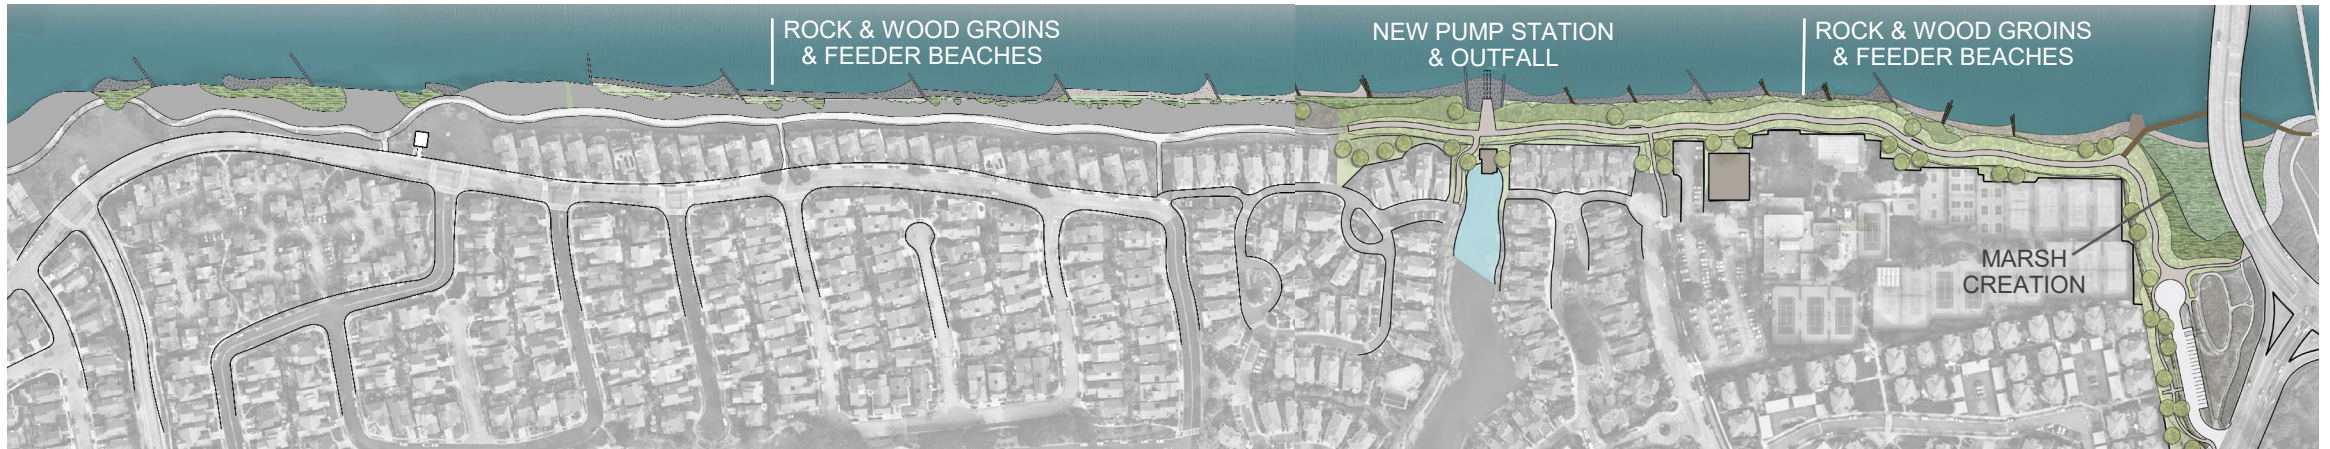 ROCK & WOOD GROINS
& FEEDER BEACHES
NEW PUMP STATION
& OUTFALL
ROCK & WOOD GROINS
& FEEDER BEACHES
MARSH
CREATION